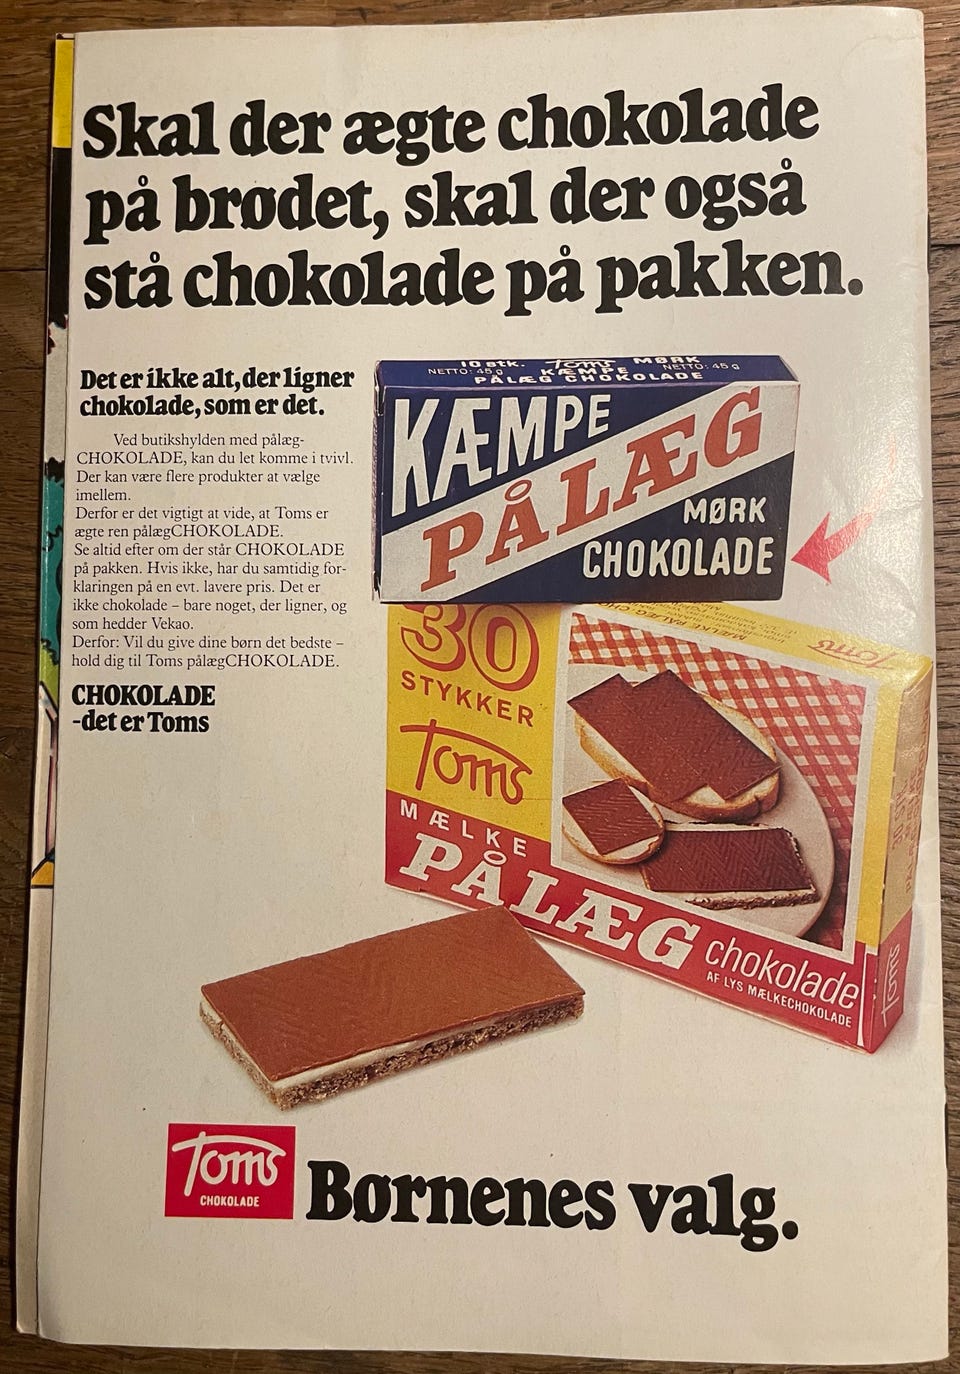 Skal der ægte chokolade
på brødet, skal der også
stå chokolade på pakken.
Det er ikke alt, der ligner
chokolade, som er det.
Ved butikshylden med pålæg-
CHOKOLADE, kan du let komme i tvivl.
Der kan være flere produkter at vælge
imellem.
Derfor er det vigtigt at vide, at Toms er
ægte ren pålægCHOKOLADE.
Se altid efter om der står CHOKOLADE
på pakken. Hvis ikke, har du samtidig for-
klaringen på en evt. lavere pris. Det er
ikke chokolade – bare noget, der ligner, og
som hedder Vekao.
Derfor: Vil du give dine børn det bedste –
hold dig til Toms pålægCHOKOLADE.
CHOKOLADE
-det er Toms
10 stk. Toms MØRK
NETTO: 45 g KÆMPE NETTO: 45 g
PÅLÆG CHOKOLADE
KÆMPE
PÅLÆG
MØRK
CHOKOLADE
30
STYKKER
Toms
MÆLKE
PÅLÆG
chokolade
AF LYS MÆLKECHOKOLADE
Toms
Toms
Toms
CHOKOLADE
Børnenes valg.